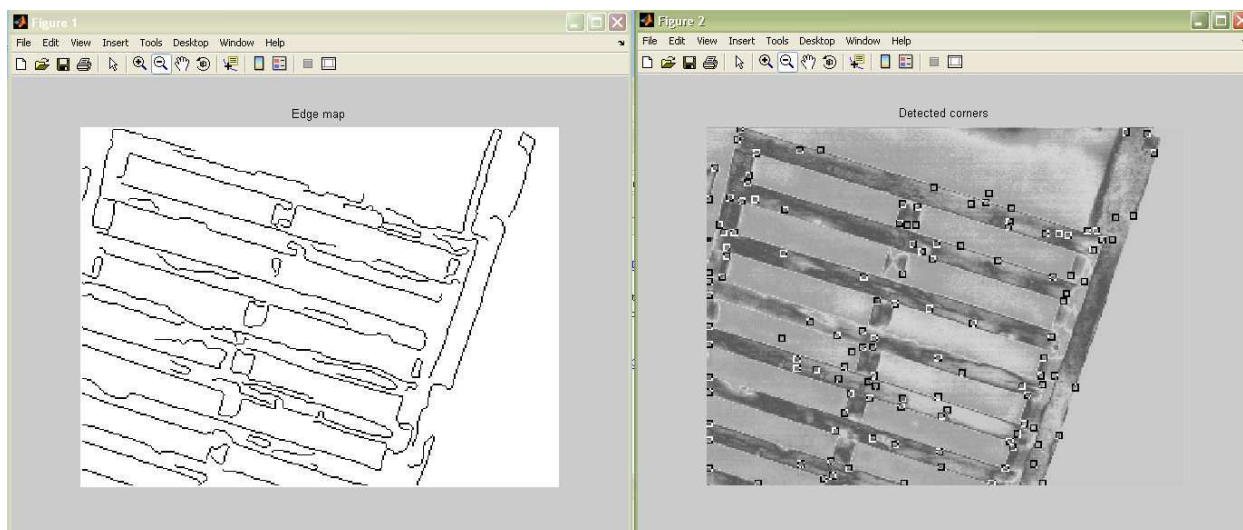 Figure 1
File Edit View Insert Tools Desktop Window Help
Edge map
Figure 2
File Edit View Insert Tools Desktop Window Help
Detected corners